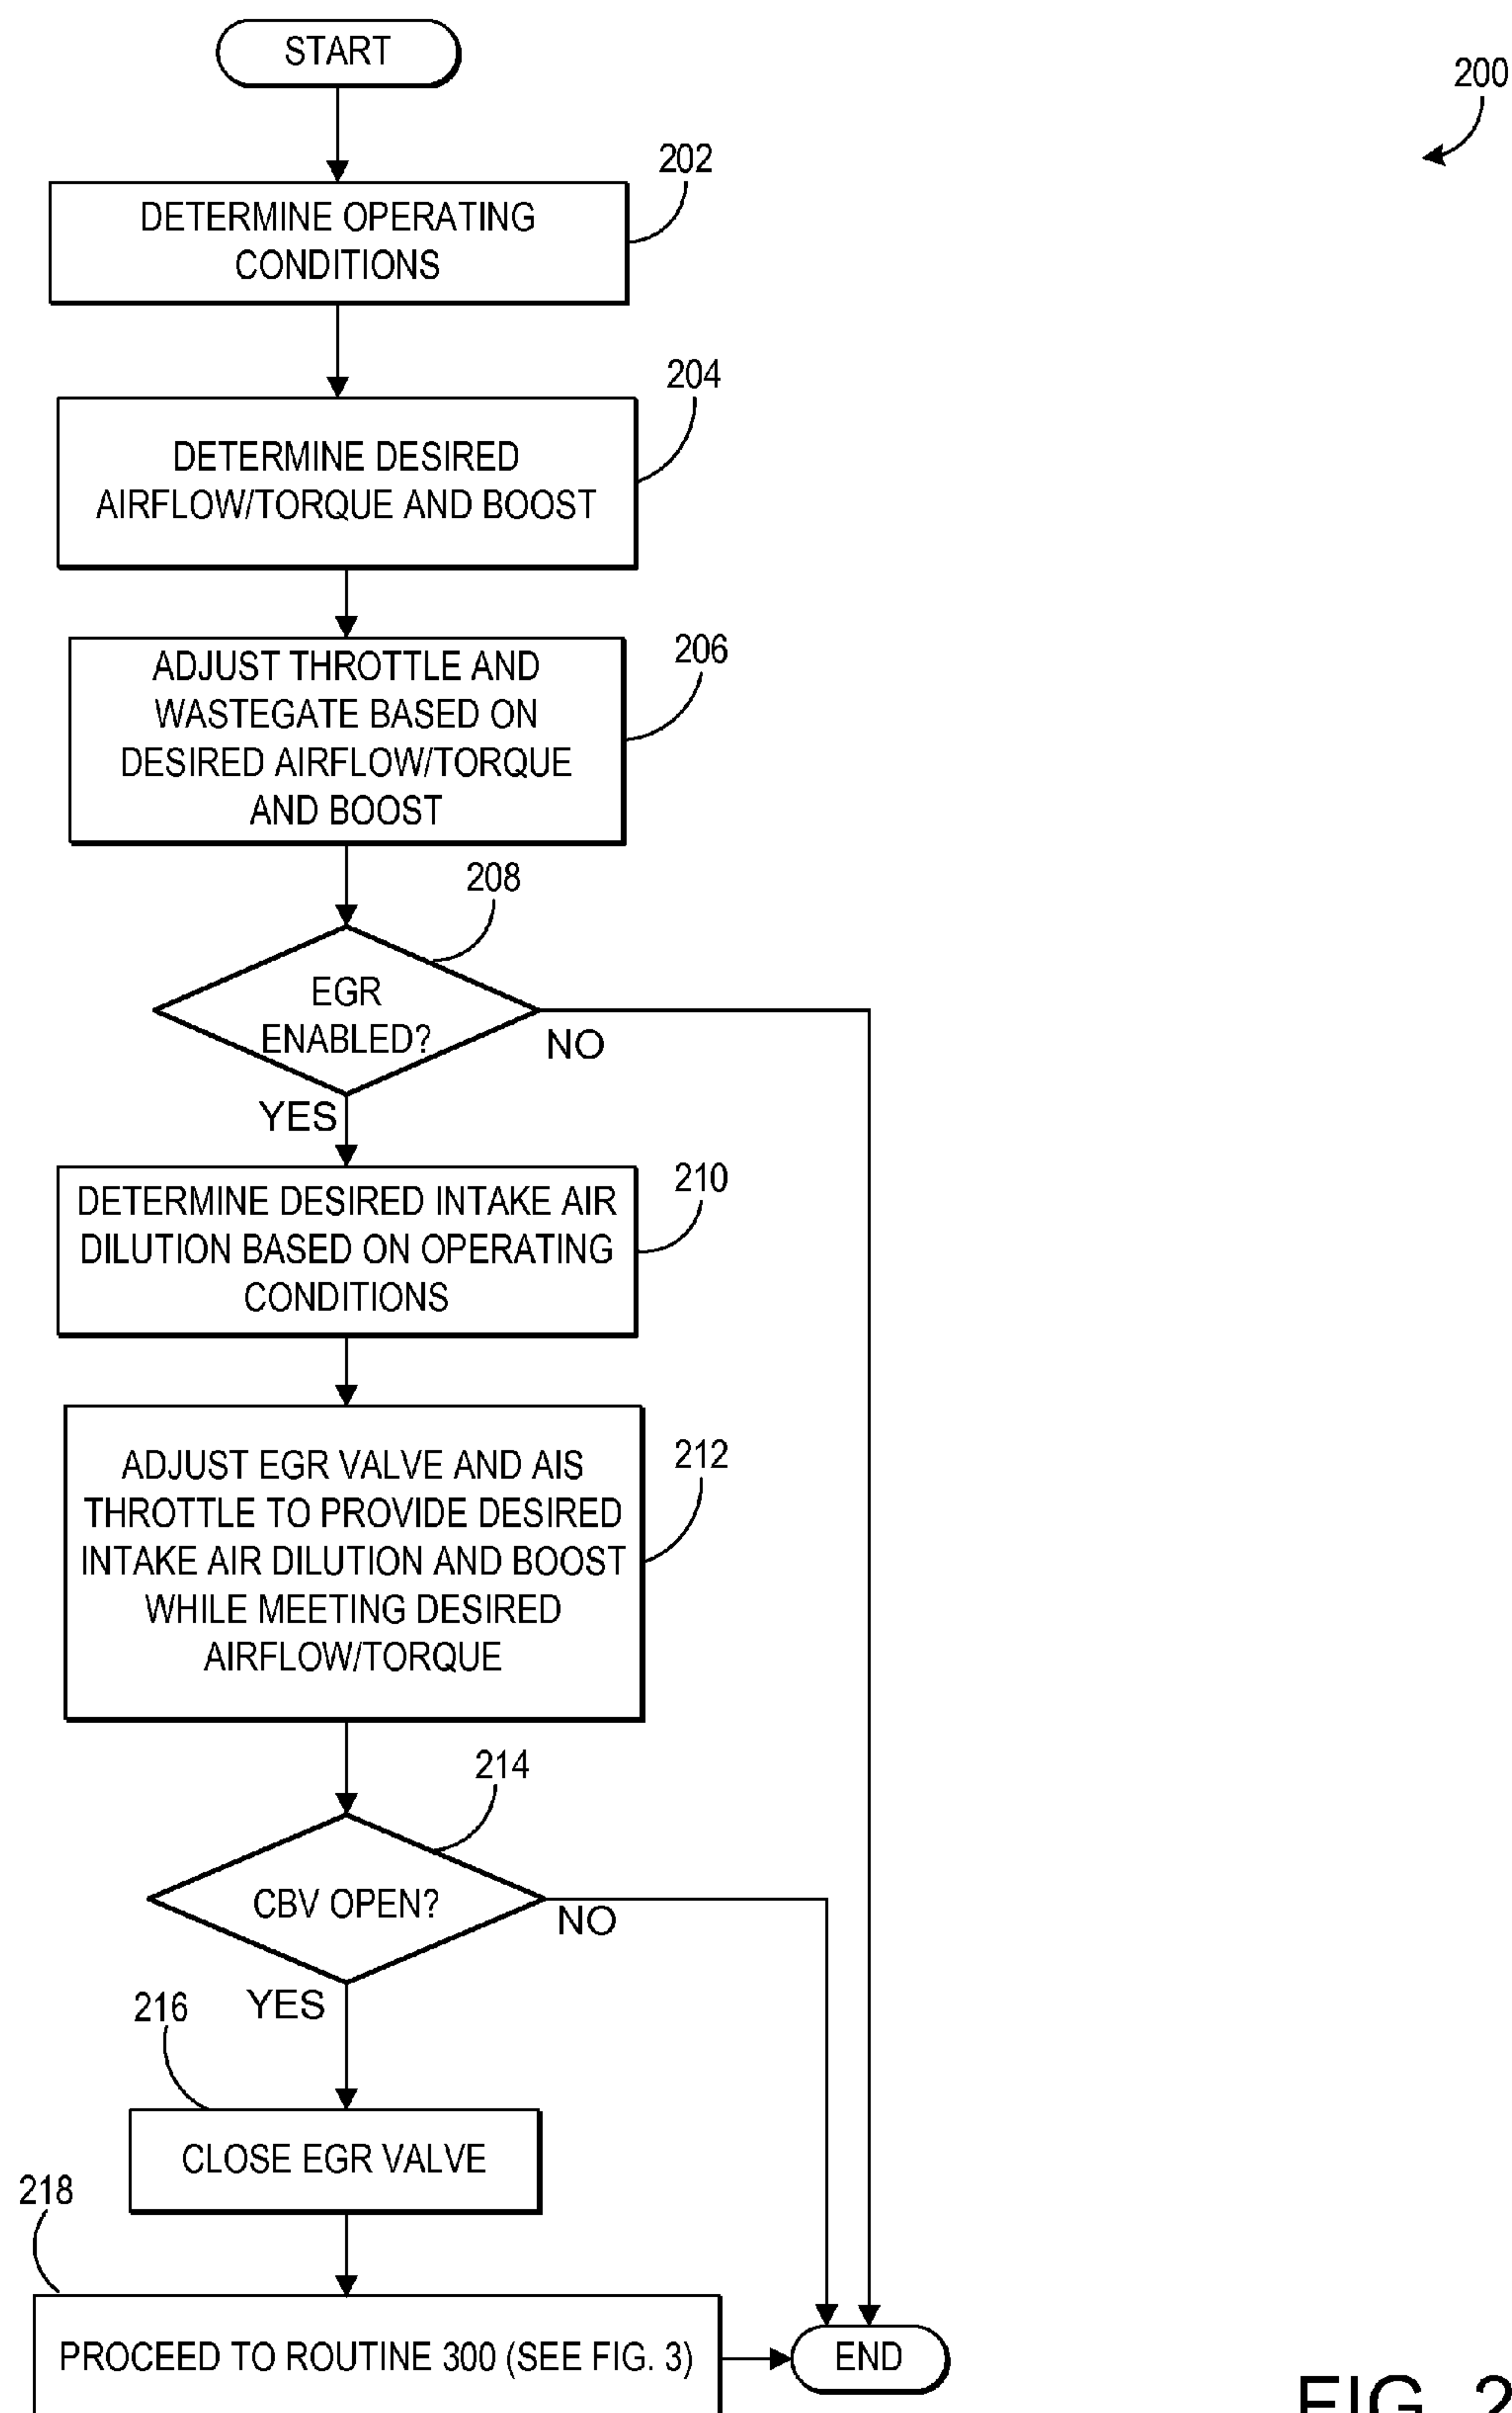 START
200
202
DETERMINE OPERATING
CONDITIONS
204
DETERMINE DESIRED
AIRFLOW/TORQUE AND BOOST
206
ADJUST THROTTLE AND
WASTEGATE BASED ON
DESIRED AIRFLOW/TORQUE
AND BOOST
208
EGR
ENABLED?
NO
YES
210
DETERMINE DESIRED INTAKE AIR
DILUTION BASED ON OPERATING
CONDITIONS
212
ADJUST EGR VALVE AND AIS
THROTTLE TO PROVIDE DESIRED
INTAKE AIR DILUTION AND BOOST
WHILE MEETING DESIRED
AIRFLOW/TORQUE
214
CBV OPEN?
NO
YES
216
CLOSE EGR VALVE
218
PROCEED TO ROUTINE 300 (SEE FIG. 3)
END
FIG. 2